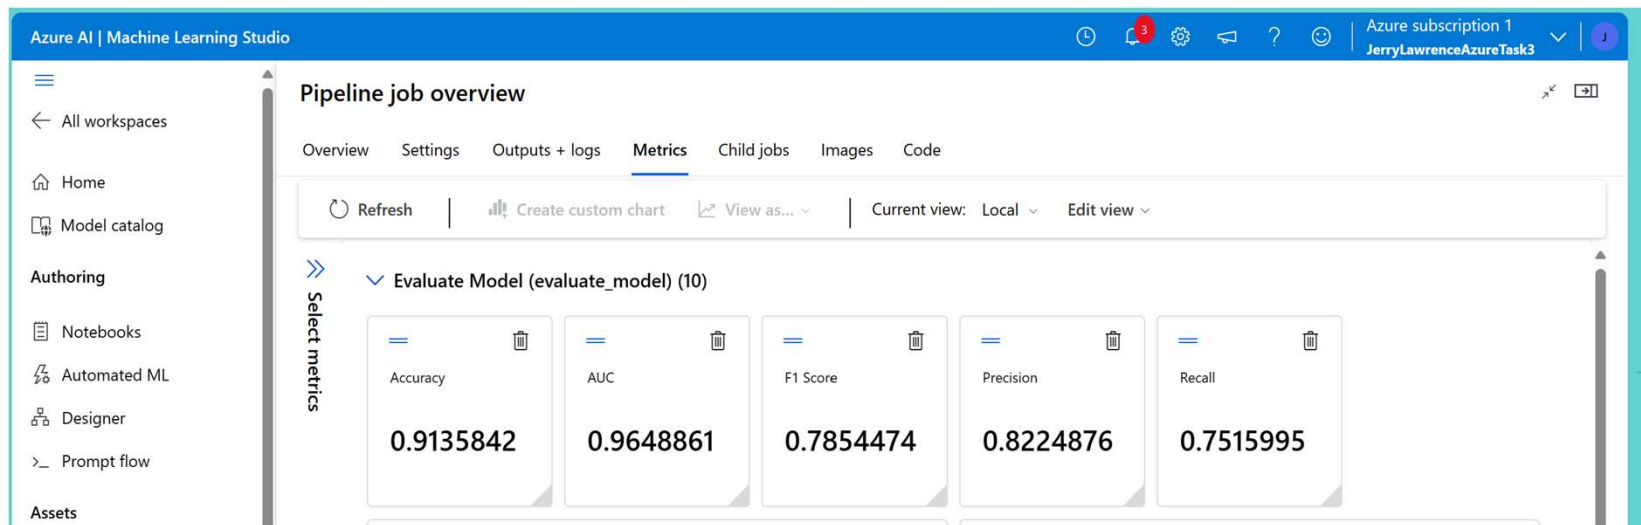 Azure AI | Machine Learning Studio
3
Azure subscription 1
JerryLawrenceAzureTask3
J
All workspaces
Home
Model catalog
Authoring
Notebooks
Automated ML
Designer
Prompt flow
Assets
Pipeline job overview
Overview Settings Outputs + logs Metrics Child jobs Images Code
Refresh Create custom chart View as... Current view: Local Edit view
Select metrics
Evaluate Model (evaluate_model) (10)
Accuracy AUC F1 Score Precision Recall
0.9135842 0.9648861 0.7854474 0.8224876 0.7515995